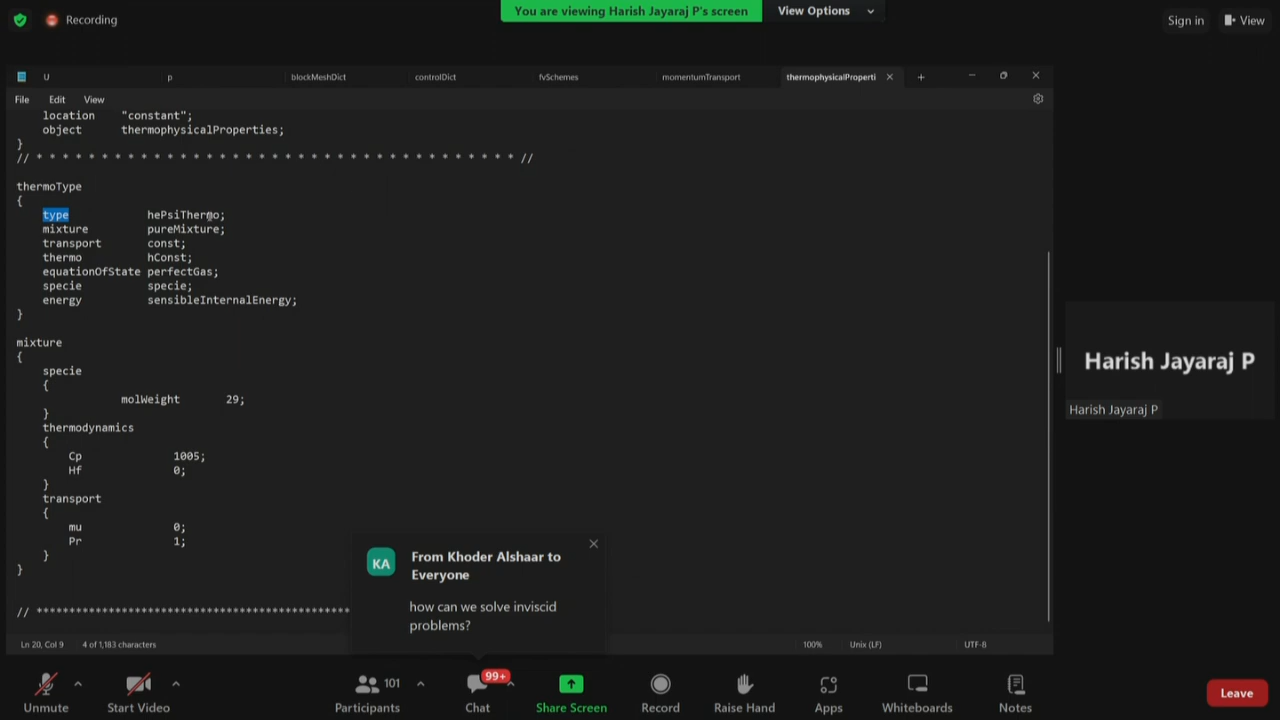 Recording
You are viewing Harish Jayaraj P's screen
View Options
Sign in
View
U
p
blockMeshDict
controlDict
fvSchemes
momentumTransport
thermophysicalProperti
File Edit View
location "constant";
object thermophysicalProperties;
}
// * * * * * * * * * * * * * * * * * * * * * * * * * * * * * * * * * * * * * //
thermoType
{
type hePsiThermo;
mixture pureMixture;
transport const;
thermo hConst;
equationOfState perfectGas;
specie specie;
energy sensibleInternalEnergy;
}
mixture
{
specie
{
molWeight 29;
}
thermodynamics
{
Cp 1005;
Hf 0;
}
transport
{
mu 0;
Pr 1;
}
}
// ************************************************
Ln 20, Col 9
4 of 1,183 characters
100%
Unix (LF)
UTF-8
KA
From Khoder Alshaar to
Everyone
how can we solve inviscid
problems?
Harish Jayaraj P
Harish Jayaraj P
Unmute
Start Video
101
Participants
99+
Chat
Share Screen
Record
Raise Hand
Apps
Whiteboards
Notes
Leave